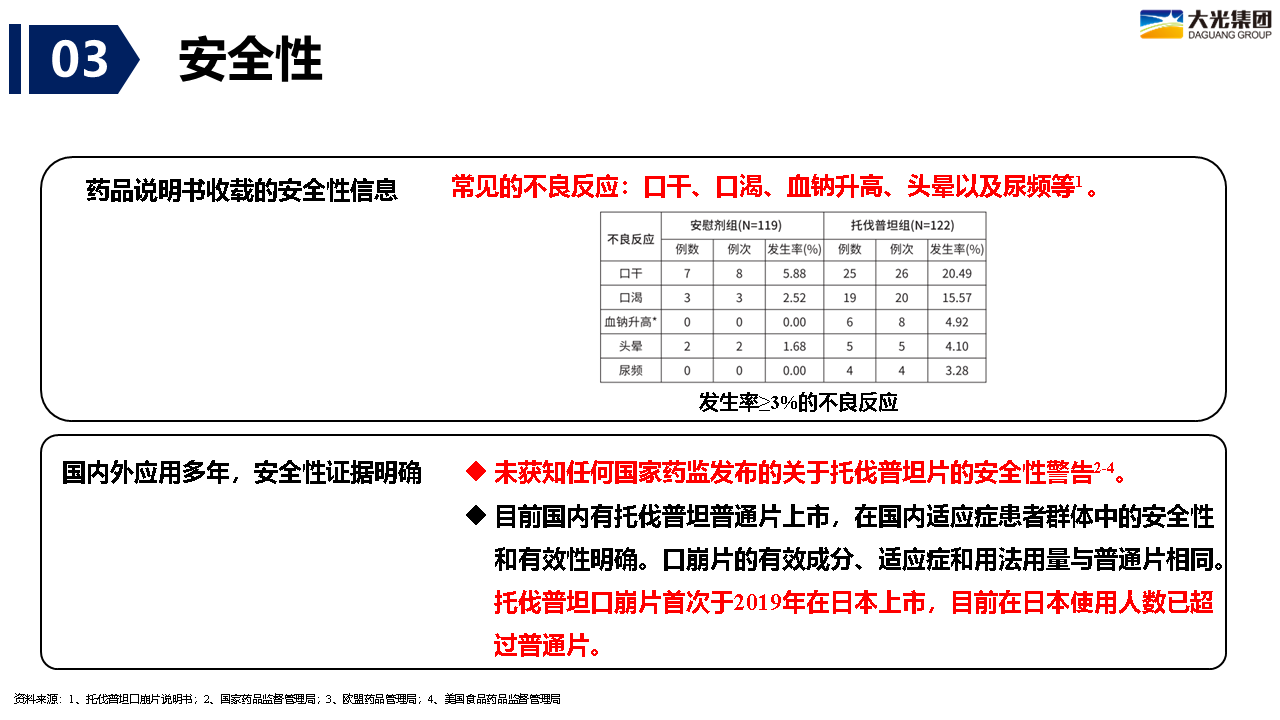 03
安全性
大光集团
DAGUANG GROUP
药品说明书收载的安全性信息
常见的不良反应：口干、口渴、血钠升高、头晕以及尿频等1 。
不良反应 安慰剂组(N=119) 托伐普坦组(N=122)
例数 例次 发生率(%) 例数 例次 发生率(%)
口干 7 8 5.88 25 26 20.49
口渴 3 3 2.52 19 20 15.57
血钠升高* 0 0 0.00 6 8 4.92
头晕 2 2 1.68 5 5 4.10
尿频 0 0 0.00 4 4 3.28
发生率≥3%的不良反应
国内外应用多年，安全性证据明确
◆ 未获知任何国家药监发布的关于托伐普坦片的安全性警告2-4。
◆ 目前国内有托伐普坦普通片上市，在国内适应症患者群体中的安全性
和有效性明确。口崩片的有效成分、适应症和用法用量与普通片相同。
托伐普坦口崩片首次于2019年在日本上市，目前在日本使用人数已超
过普通片。
资料来源：1、托伐普坦口崩片说明书；2、国家药品监督管理局；3、欧盟药品管理局；4、美国食品药品监督管理局